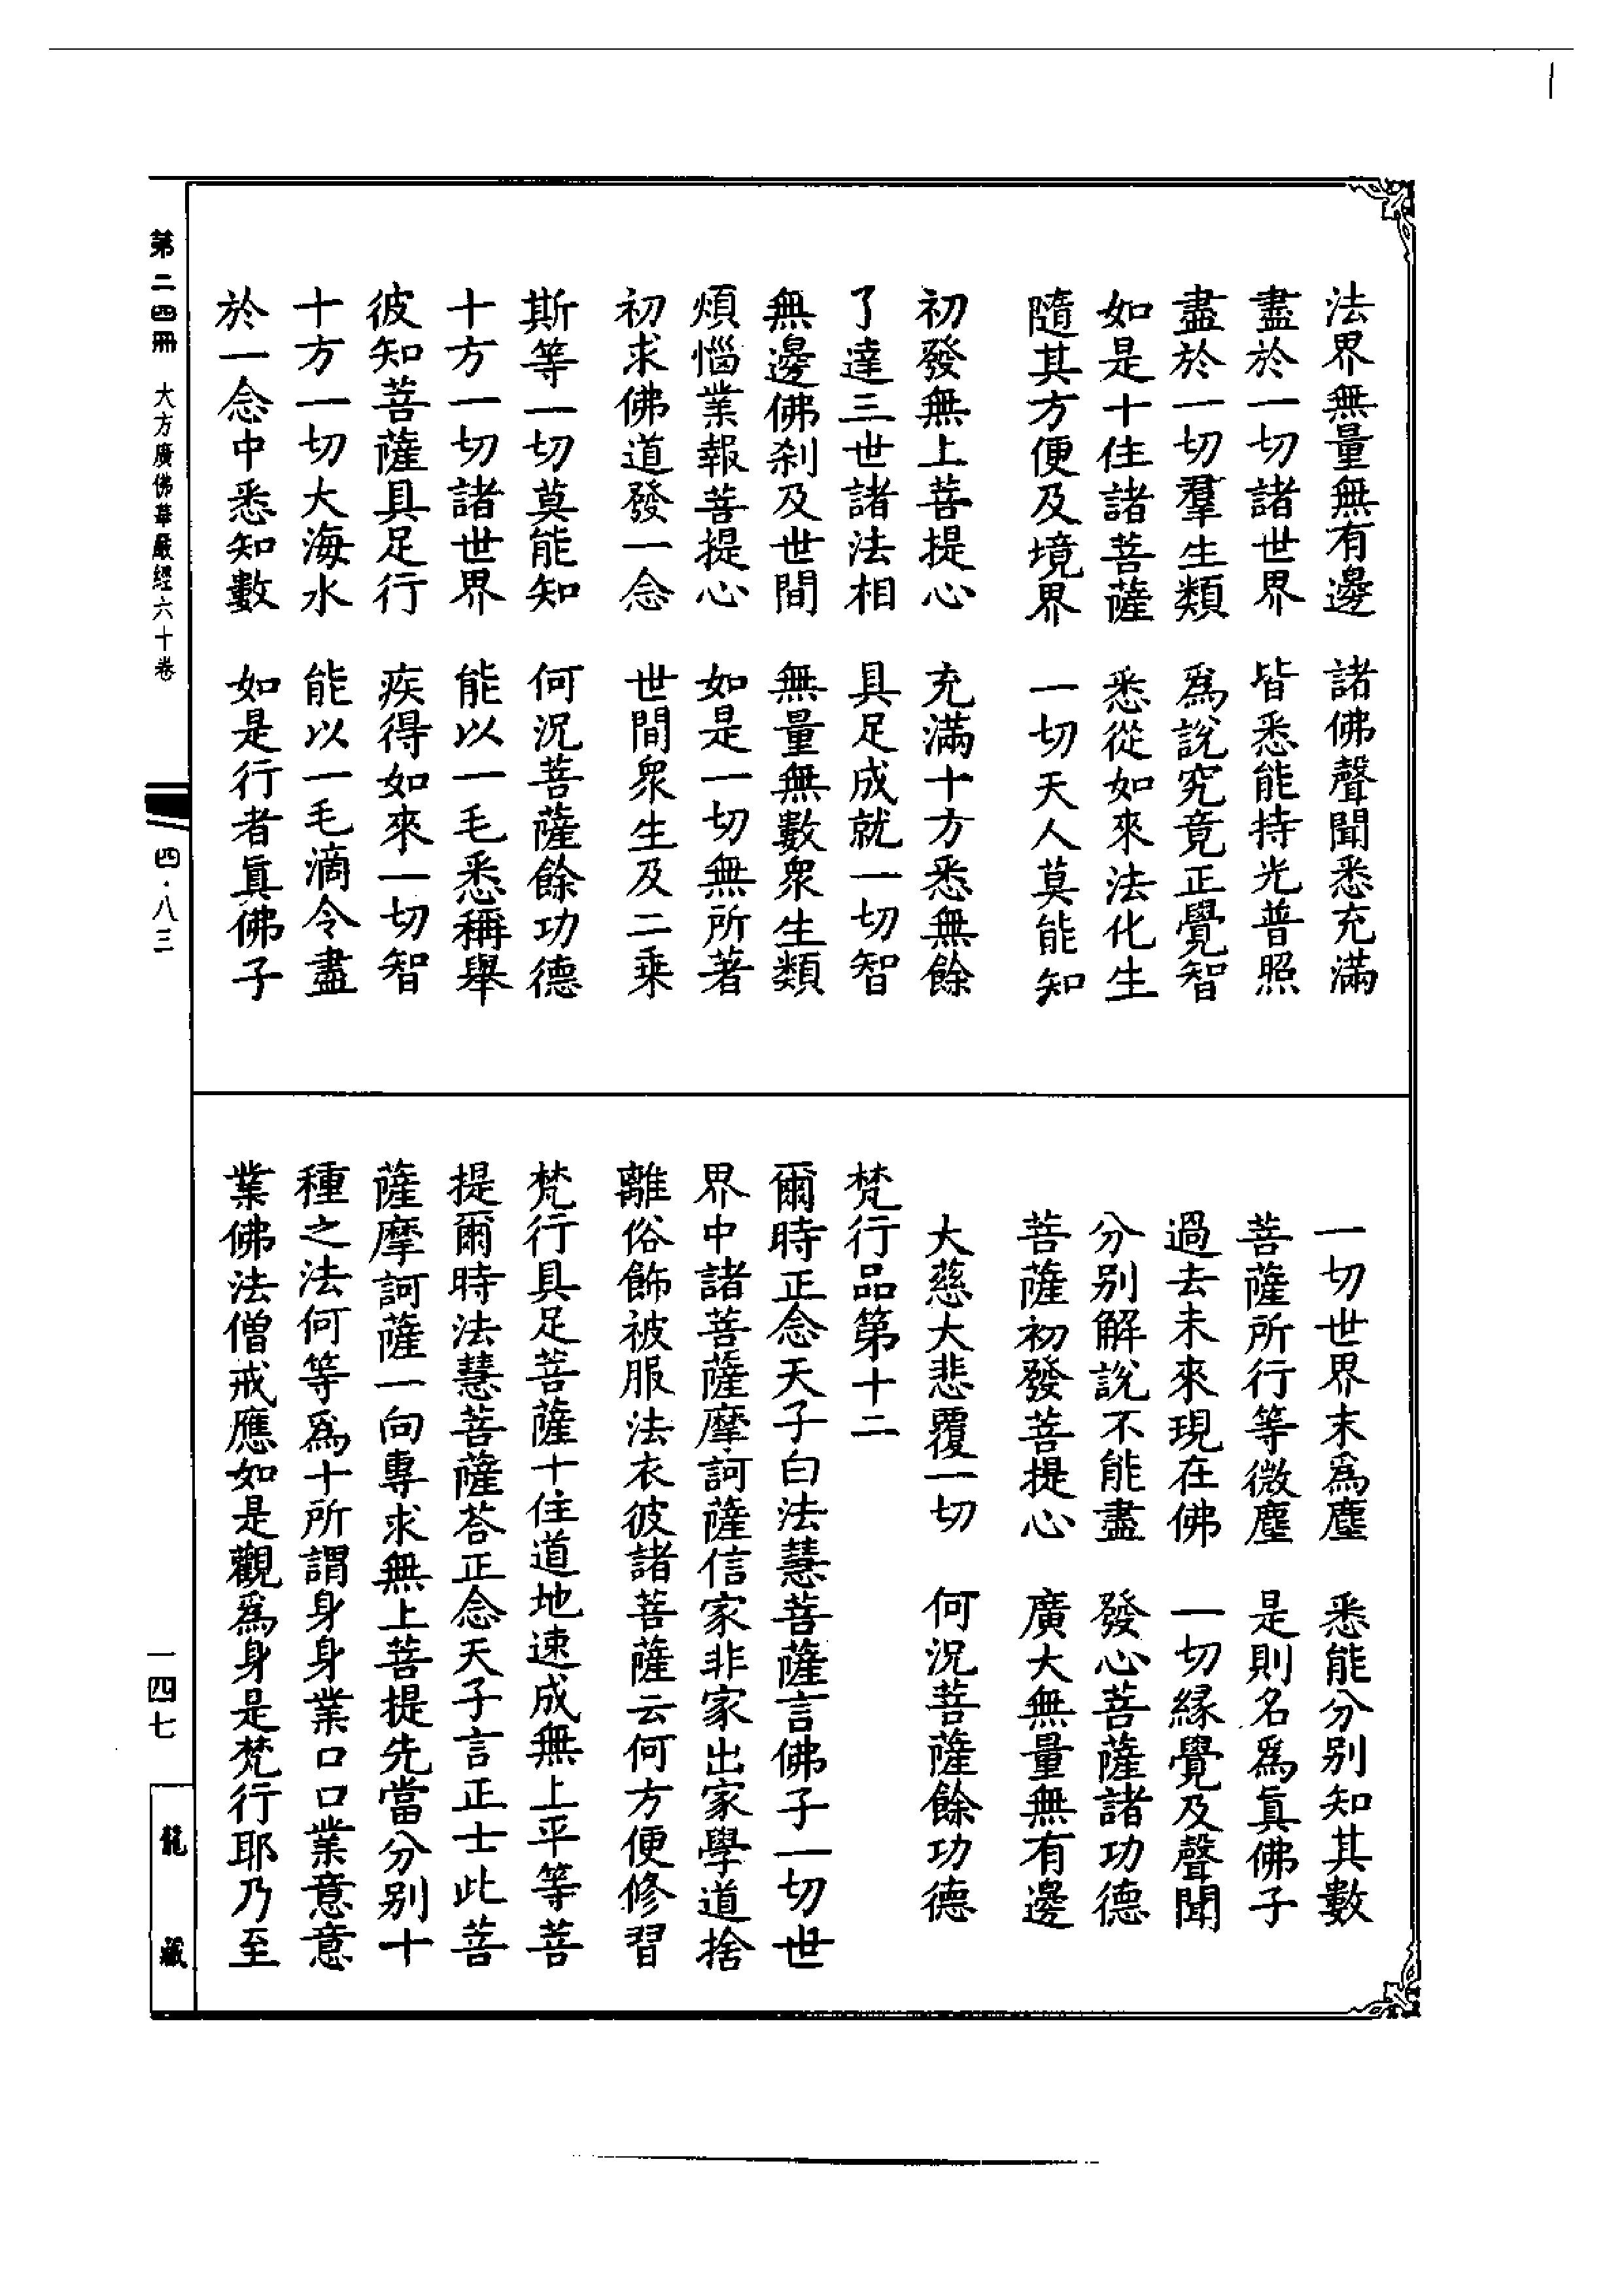 法界無量無有邊　諸佛聲聞悉充滿
盡於一切諸世界　皆悉能持光普照
盡於一切羣生類　爲說究竟正覺智
如是十住諸菩薩　悉從如來法化生
隨其方便及境界　一切天人莫能知
初發無上菩提心　充滿十方悉無餘
了達三世諸法相　具足成就一切智
無邊佛刹及世間　無量無數衆生類
煩惱業報菩提心　如是一切無所著
初求佛道發一念　世間衆生及二乘
斯等一切莫能知　何況菩薩餘功德
十方一切諸世界　能以一毛悉稱舉
彼知菩薩具足行　疾得如來一切智
十方一切大海水　能以一毛滴令盡
於一念中悉知數　如是行者眞佛子
一切世界末爲塵　悉能分別知其數
菩薩所行等微塵　是則名爲眞佛子
過去未來現在佛　一切緣覺及聲聞
分別解說不能盡　發心菩薩諸功德
菩薩初發菩提心　廣大無量無有邊
大慈大悲覆一切　何況菩薩餘功德
梵行品第十二
爾時正念天子白法慧菩薩言佛子一切世
界中諸菩薩摩訶薩信家非家出家學道捨
離俗飾被服法衣彼諸菩薩云何方便修習
梵行具足菩薩十住道地速成無上平等菩
提爾時法慧菩薩荅正念天子言正士此菩
薩摩訶薩一向專求無上菩提先當分別十
種之法何等爲十所謂身身業口口業意意
業佛法僧戒應如是觀爲身是梵行耶乃至
第二四冊　大方廣佛華嚴經六十卷　四·八三　一四七　龍藏